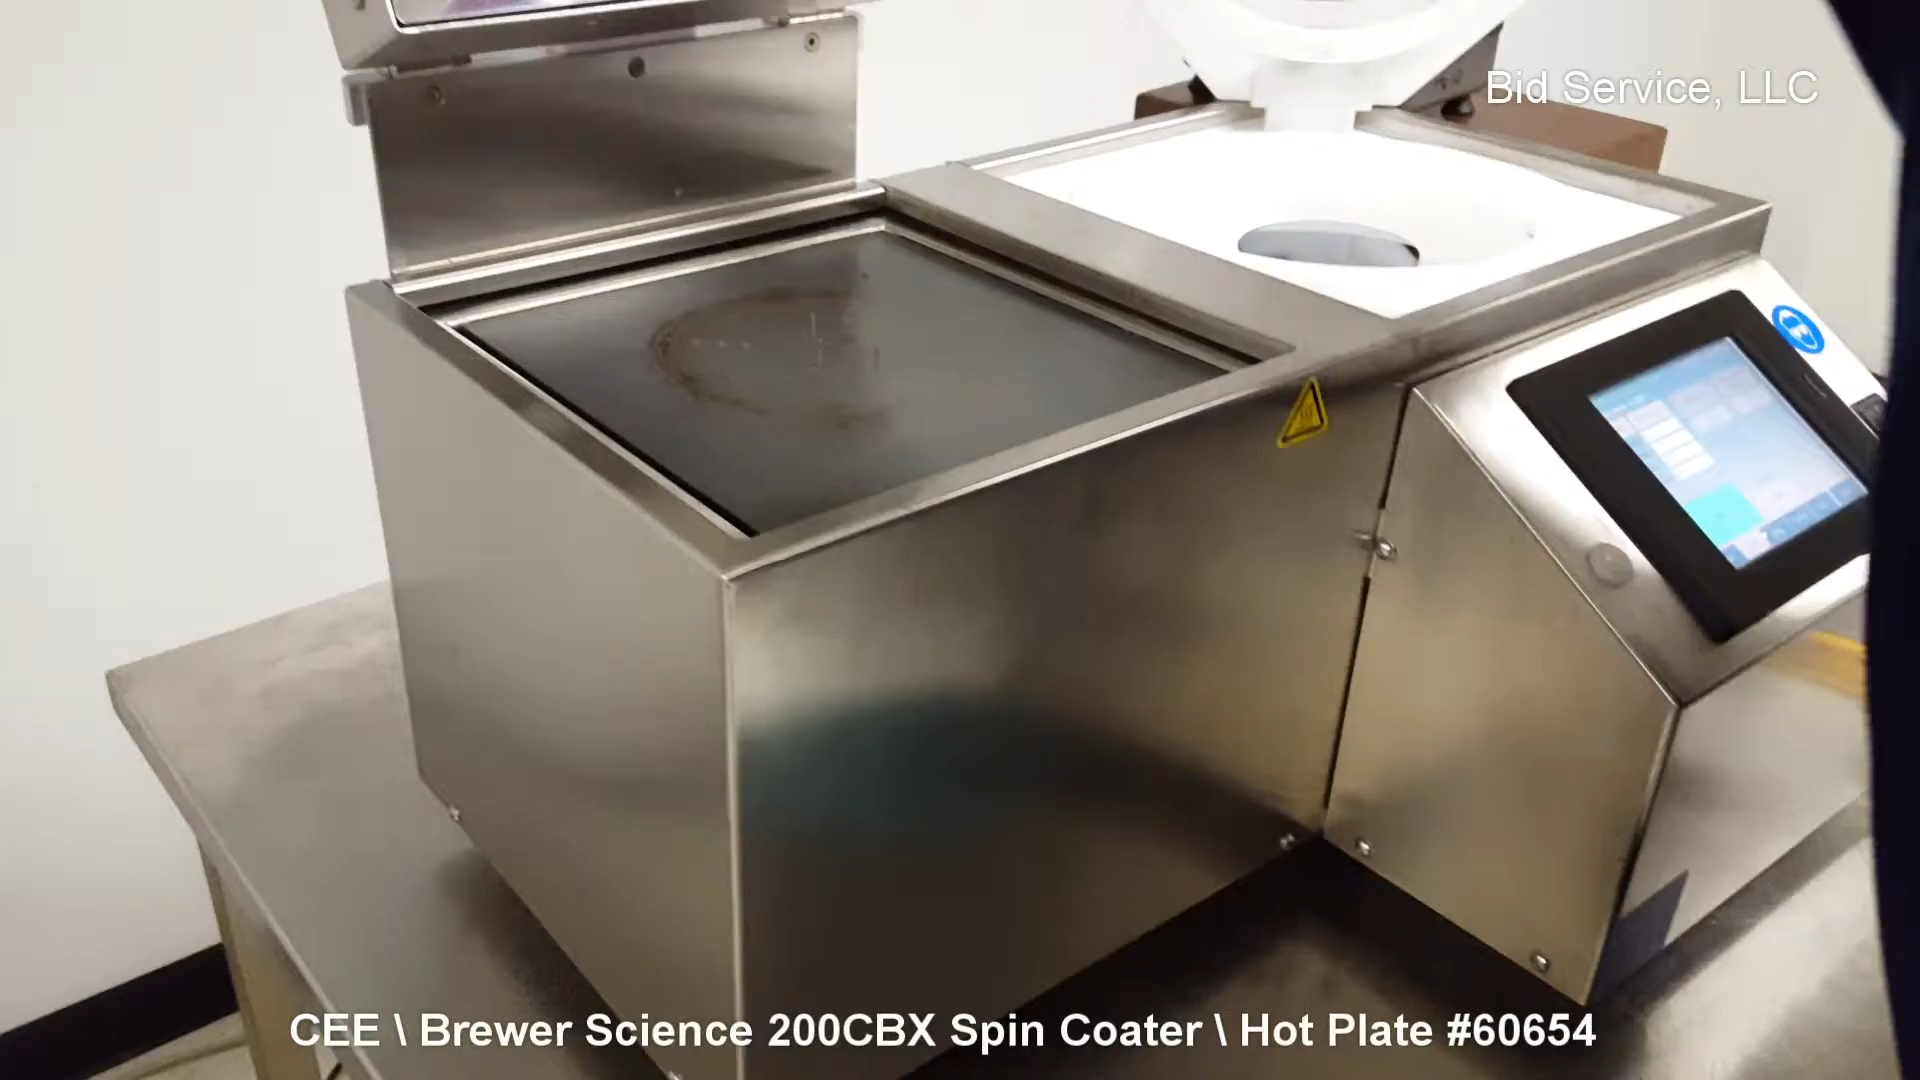 Bid Service, LLC
CEE \ Brewer Science 200CBX Spin Coater \ Hot Plate #60654